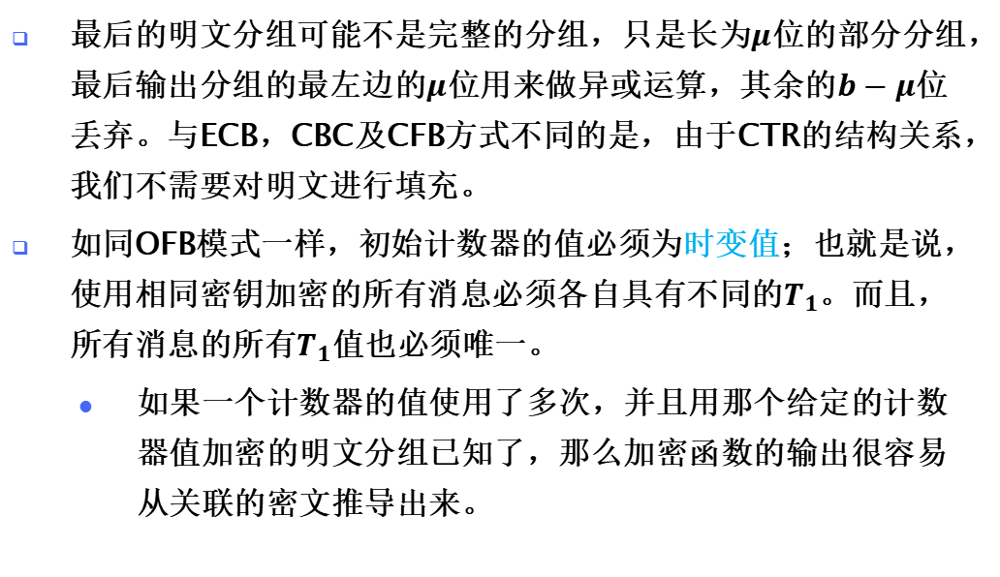 最后的明文分组可能不是完整的分组，只是长为μ位的部分分组，
最后输出分组的最左边的μ位用来做异或运算，其余的b − μ位
丢弃。与ECB，CBC及CFB方式不同的是，由于CTR的结构关系，
我们不需要对明文进行填充。
如同OFB模式一样，初始计数器的值必须为时变值；也就是说，
使用相同密钥加密的所有消息必须各自具有不同的T₁。而且，
所有消息的所有T₁值也必须唯一。
如果一个计数器的值使用了多次，并且用那个给定的计数
器值加密的明文分组已知了，那么加密函数的输出很容易
从关联的密文推导出来。